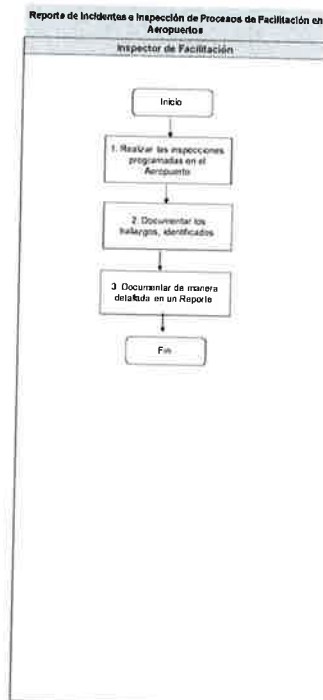 Reporte de Incidentes e Inspección de Procesos de Facilitación en
Aeropuertos
Inspector de Facilitación
Inicio
1. Realizar las inspecciones
programadas en el
Aeropuerto
2. Documentar los
hallazgos, identificados
3. Documentar de manera
detallada en un Reporte
Fin